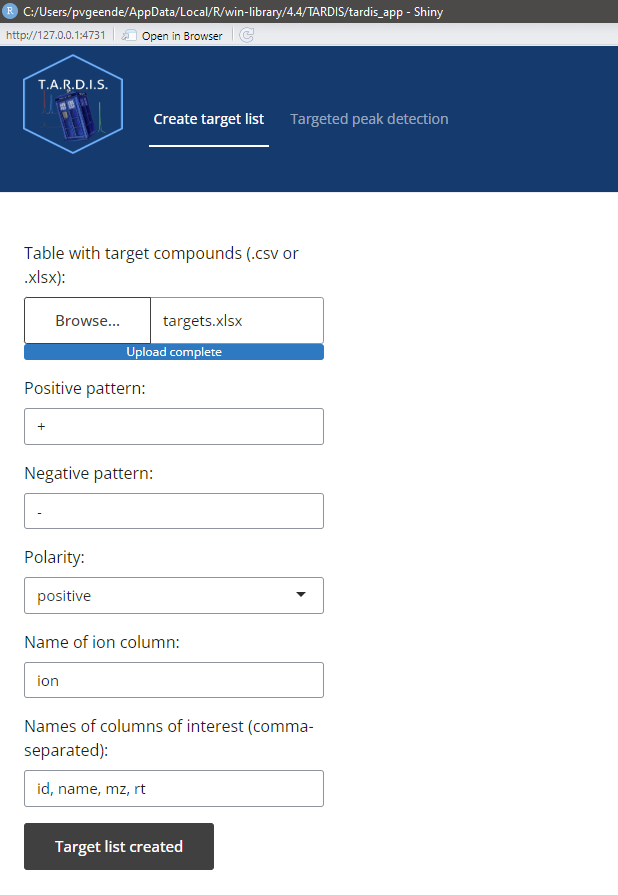 R C:/Users/pvgeende/AppData/Local/R/win-library/4.4/TARDIS/tardis_app - Shiny
http://127.0.0.1:4731 Open in Browser
T.A.R.D.I.S.
Create target list Targeted peak detection
Table with target compounds (.csv or
.xlsx):
Browse... targets.xlsx
Upload complete
Positive pattern:
+
Negative pattern:
-
Polarity:
positive
Name of ion column:
ion
Names of columns of interest (comma-
separated):
id, name, mz, rt
Target list created